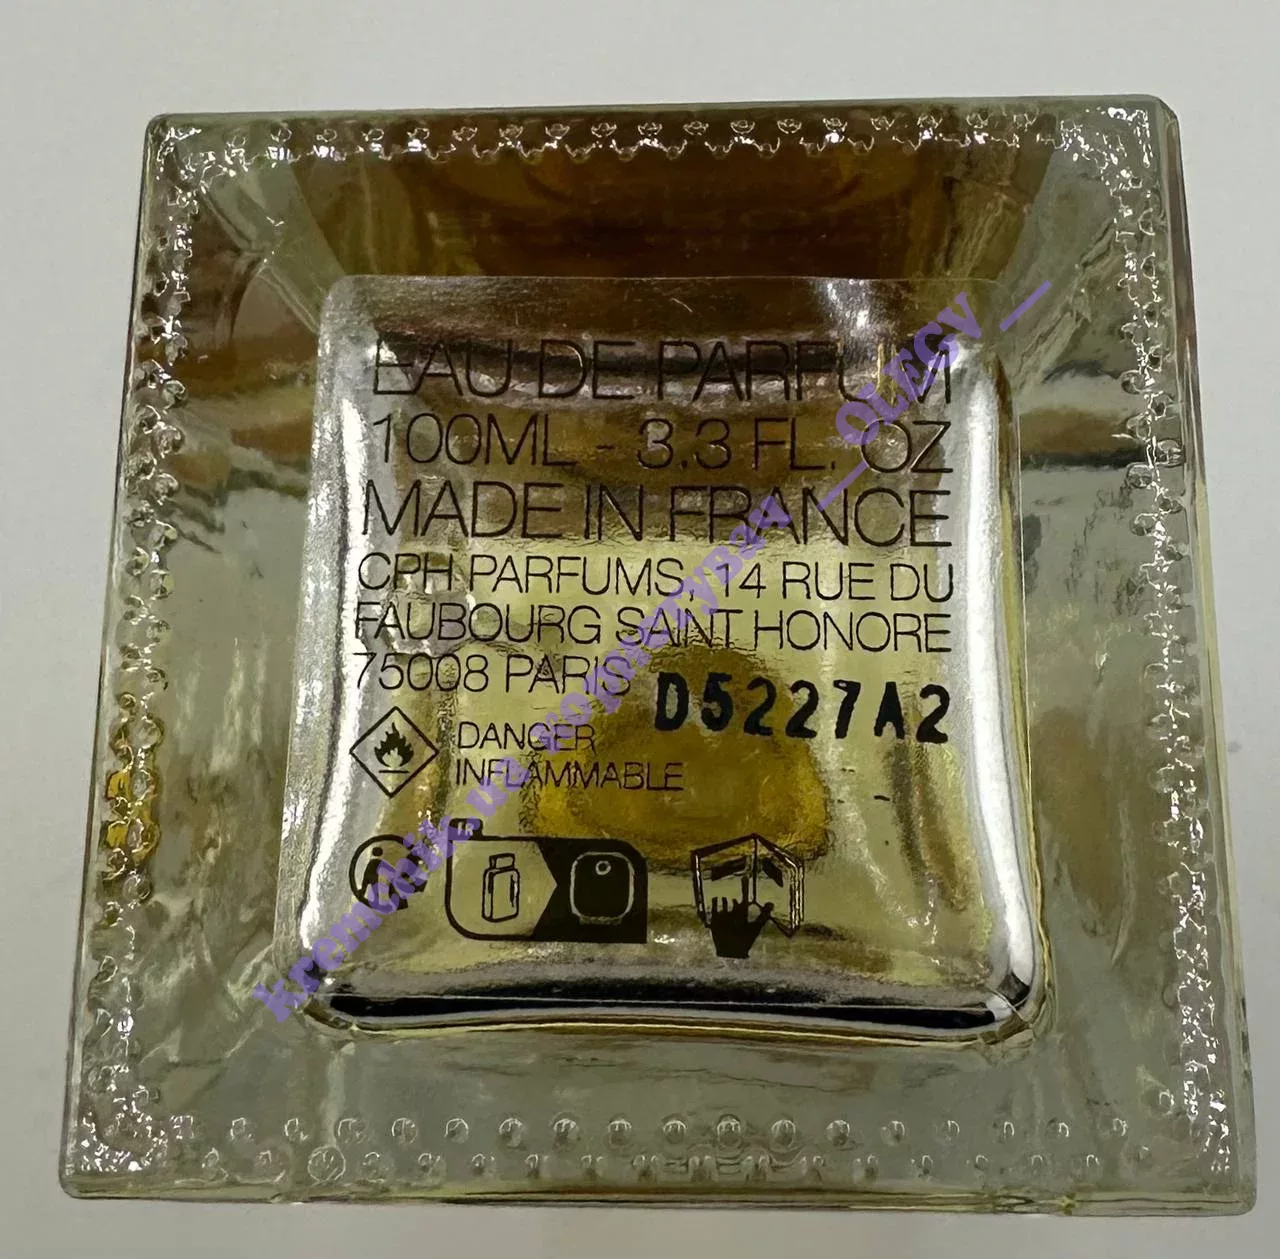 EAU DE PARFUM
100ML - 3.3 FL. OZ
MADE IN FRANCE
CPH PARFUMS, 14 RUE DU
FAUBOURG SAINT HONORE
75008 PARIS D5227A2
DANGER
INFLAMMABLE
FR